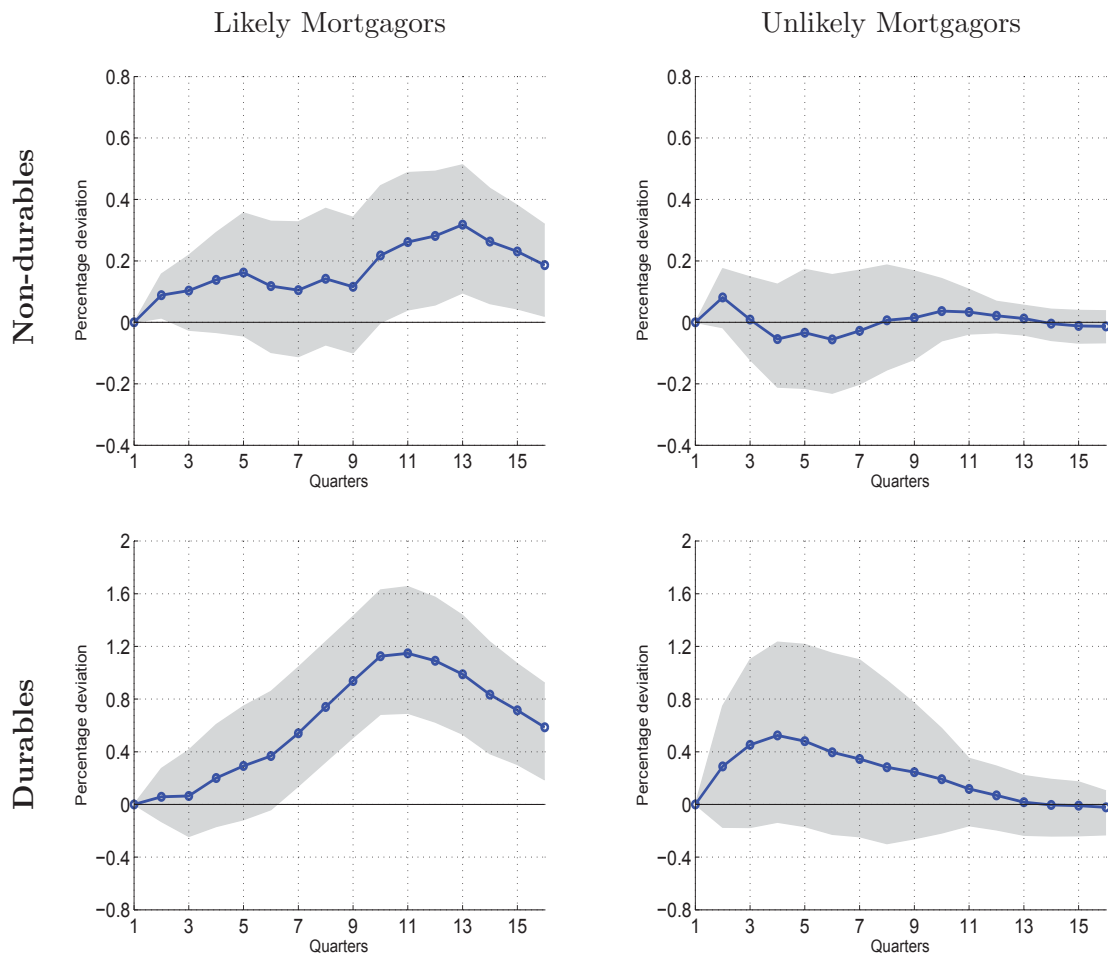 Likely Mortgagors
Unlikely Mortgagors
Non-durables
Percentage deviation
0.8
0.6
0.4
0.2
0
−0.2
−0.4
1 3 5 7 9 11 13 15
Quarters
Percentage deviation
0.8
0.6
0.4
0.2
0
−0.2
−0.4
1 3 5 7 9 11 13 15
Quarters
Durables
Percentage deviation
2
1.6
1.2
0.8
0.4
0
−0.4
−0.8
1 3 5 7 9 11 13 15
Quarters
Percentage deviation
2
1.6
1.2
0.8
0.4
0
−0.4
−0.8
1 3 5 7 9 11 13 15
Quarters